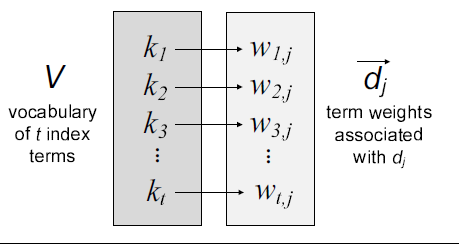 V
vocabulary
of t index
terms
k1 → w1,j
k2 → w2,j
k3 → w3,j
⋮ ⋮
kt → wt,j
dj
term weights
associated
with dj